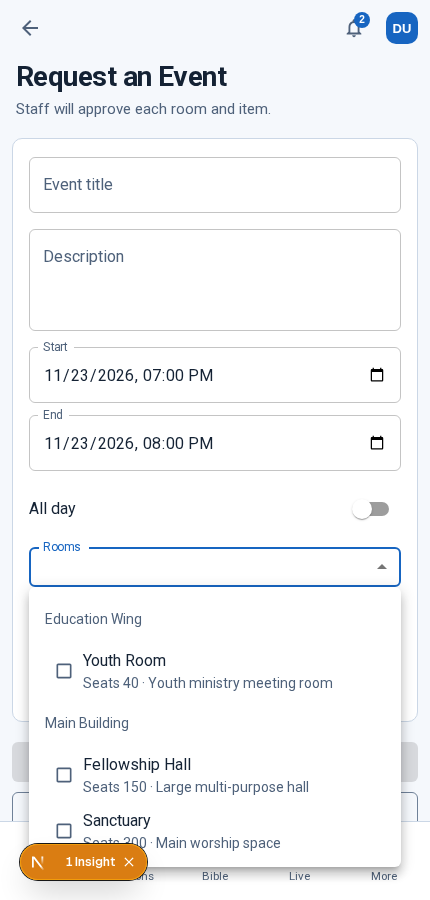 2
DU
Request an Event
Staff will approve each room and item.
Event title
Description
Start
11/23/2026, 07:00 PM
End
11/23/2026, 08:00 PM
All day
Rooms
Education Wing
Youth Room
Seats 40 · Youth ministry meeting room
Main Building
Fellowship Hall
Seats 150 · Large multi-purpose hall
Sanctuary
Seats 300 · Main worship space
N 1 Insight
Bible
Live
More